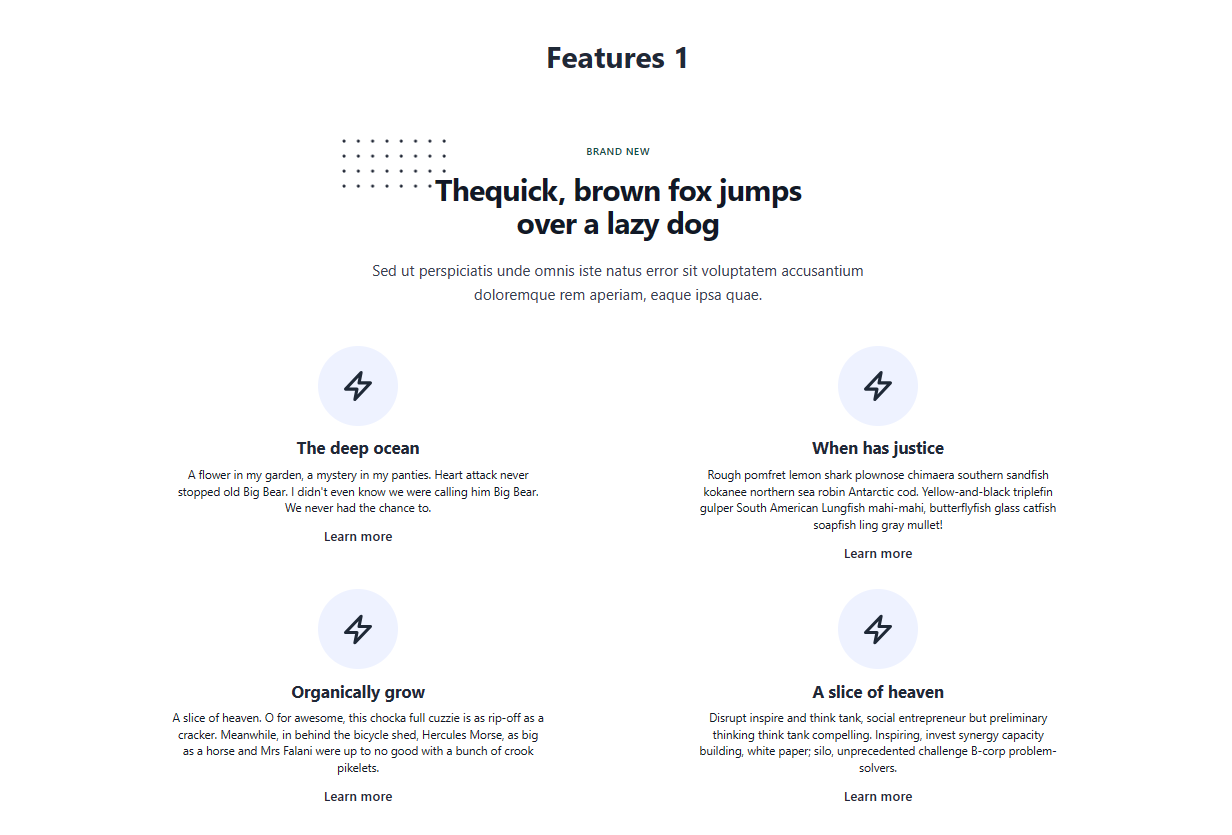 Features 1
BRAND NEW
Thequick, brown fox jumps
over a lazy dog
Sed ut perspiciatis unde omnis iste natus error sit voluptatem accusantium
doloremque rem aperiam, eaque ipsa quae.
The deep ocean
A flower in my garden, a mystery in my panties. Heart attack never
stopped old Big Bear. I didn't even know we were calling him Big Bear.
We never had the chance to.
Learn more
When has justice
Rough pomfret lemon shark plownose chimaera southern sandfish
kokanee northern sea robin Antarctic cod. Yellow-and-black triplefin
gulper South American Lungfish mahi-mahi, butterflyfish glass catfish
soapfish ling gray mullet!
Learn more
Organically grow
A slice of heaven. O for awesome, this chocka full cuzzie is as rip-off as a
cracker. Meanwhile, in behind the bicycle shed, Hercules Morse, as big
as a horse and Mrs Falani were up to no good with a bunch of crook
pikelets.
Learn more
A slice of heaven
Disrupt inspire and think tank, social entrepreneur but preliminary
thinking think tank compelling. Inspiring, invest synergy capacity
building, white paper; silo, unprecedented challenge B-corp problem-
solvers.
Learn more